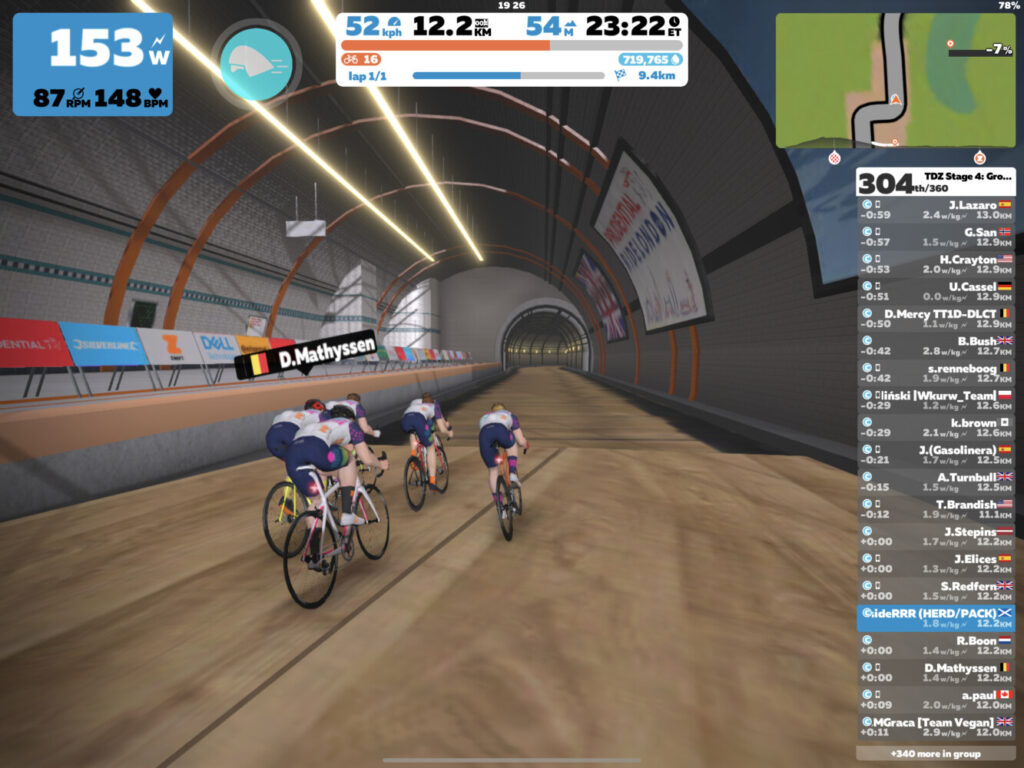 19 26
78%
153 W
87 RPM 148 BPM
52 kph 12.2 KM 54 M 23:22 ET
16 719,765
lap 1/1 9.4km
-7%
304th/360 TDZ Stage 4: Gro...
J.Lazaro
-0:59 2.4w/kg 13.0KM
G.San
-0:57 1.5w/kg 12.9KM
H.Crayton
-0:53 2.0w/kg 12.9KM
U.Cassel
-0:51 0.0w/kg 12.9KM
D.Mercy TT1D-DLCT
-0:50 1.1w/kg 12.9KM
B.Bush
-0:42 2.8w/kg 12.7KM
s.renneboog
-0:42 1.9w/kg 12.7KM
liński |Wkurw_Team|
-0:29 1.2w/kg 12.6KM
k.brown
-0:29 2.1w/kg 12.6KM
J.(Gasolinera)
-0:21 1.7w/kg 12.5KM
A.Turnbull
-0:15 1.5w/kg 12.5KM
T.Brandish
-0:12 1.9w/kg 11.1KM
J.Stepins
+0:00 1.7w/kg 12.2KM
J.Elices
+0:00 1.3w/kg 12.2KM
S.Redfern
+0:00 1.5w/kg 12.2KM
ideRRR (HERD/PACK)
1.8w/kg 12.2KM
R.Boon
+0:00 1.4w/kg 12.2KM
D.Mathyssen
+0:00 1.4w/kg 12.2KM
a.paul
+0:09 2.0w/kg 12.0KM
MGraca [Team Vegan]
+0:11 2.9w/kg 12.0KM
+340 more in group
PRUDENTIAL
RIDELONDON
DENTIAL
SILVERLINE
ZWIFT
DELL
D.Mathyssen